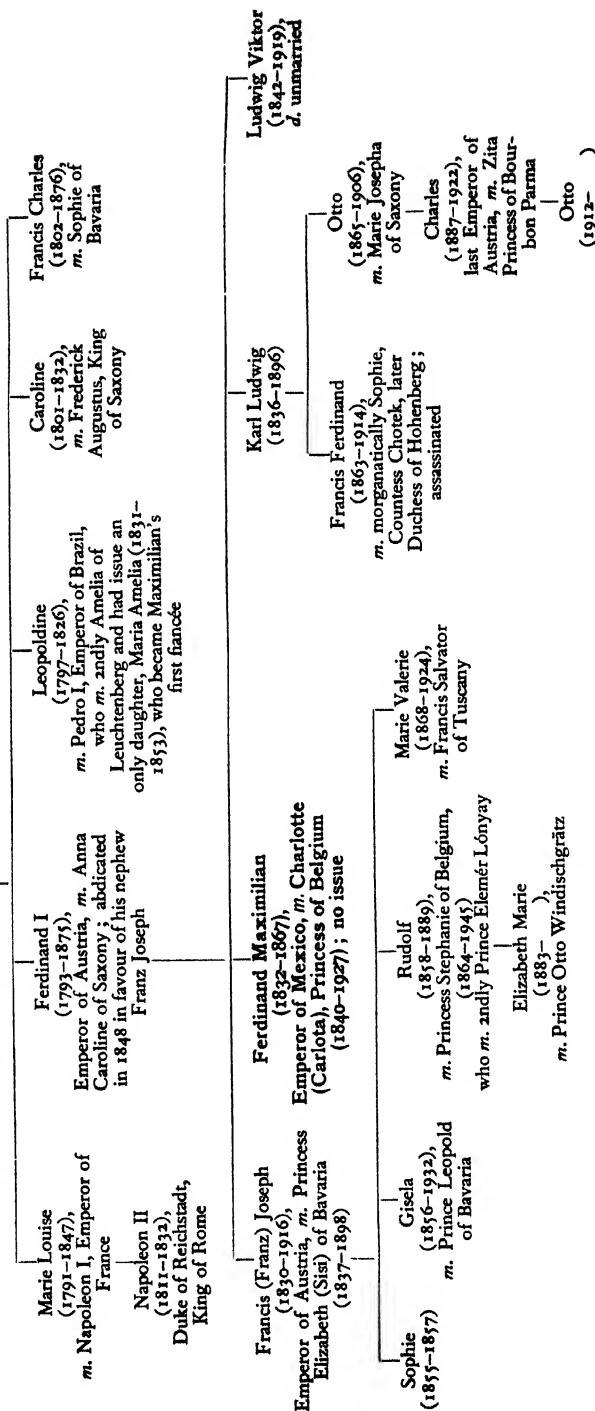 Marie Louise
(1791–1847),
m. Napoleon I, Emperor of
France
Napoleon II
(1811–1832),
Duke of Reichstadt,
King of Rome
Ferdinand I
(1793–1875),
Emperor of Austria, m. Anna
Caroline of Saxony; abdicated
in 1848 in favour of his nephew
Franz Joseph
Leopoldine
(1797–1826),
m. Pedro I, Emperor of Brazil,
who m. 2ndly Amelia of
Leuchtenberg and had issue an
only daughter, Maria Amelia (1831–
1853), who became Maximilian's
first fiancée
Caroline
(1801–1832),
m. Frederick
Augustus, King
of Saxony
Francis Charles
(1802–1876),
m. Sophie of
Bavaria
Francis (Franz) Joseph
(1830–1916),
Emperor of Austria, m. Princess
Elizabeth (Sisi) of Bavaria
(1837–1898)
Ferdinand Maximilian
(1832–1867),
Emperor of Mexico, m. Charlotte
(Carlota), Princess of Belgium
(1840–1927); no issue
Karl Ludwig
(1836–1896)
Ludwig Viktor
(1842–1919),
d. unmarried
Francis Ferdinand
(1863–1914),
m. morganatically Sophie,
Countess Chotek, later
Duchess of Hohenberg;
assassinated
Otto
(1865–1906),
m. Marie Josepha
of Saxony
Charles
(1887–1922),
last Emperor of
Austria, m. Zita
Princess of Bour-
bon Parma
Otto
(1912– )
Sophie
(1855–1857)
Gisela
(1856–1932),
m. Prince Leopold
of Bavaria
Rudolf
(1858–1889),
m. Princess Stephanie of Belgium,
(1864–1945)
who m. 2ndly Prince Elemér Lónyay
Elizabeth Marie
(1883– ),
m. Prince Otto Windischgrätz
Marie Valerie
(1868–1924),
m. Francis Salvator
of Tuscany